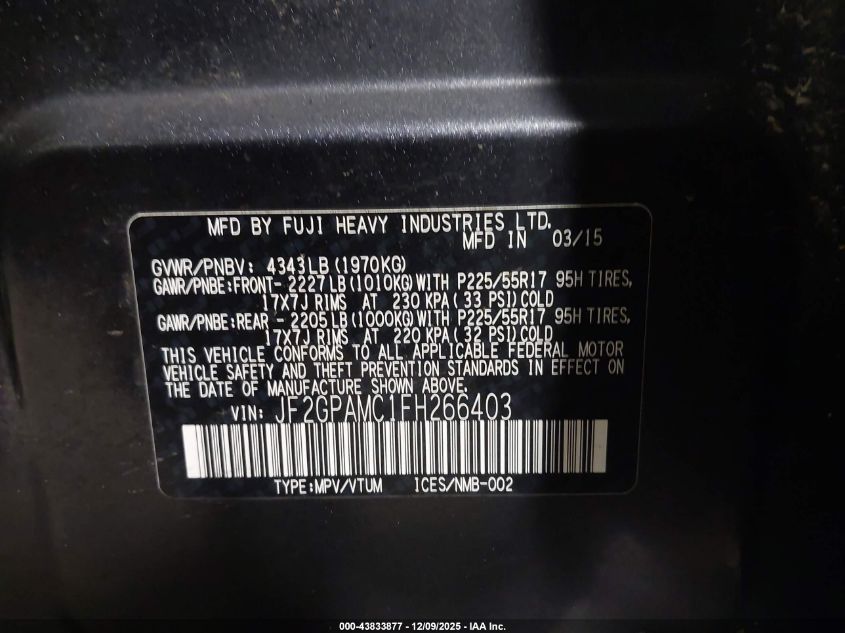 MFD BY FUJI HEAVY INDUSTRIES LTD.
MFD IN 03/15
GVWR/PNBV: 4343LB (1970KG)
GAWR/PNBE:FRONT- 2227LB (1010KG) WITH P225/55R17 95H TIRES,
17X7J RIMS AT 230 KPA ( 33 PSI) COLD
GAWR/PNBE:REAR - 2205LB (1000KG) WITH P225/55R17 95H TIRES,
17X7J RIMS AT 220 KPA ( 32 PSI) COLD
THIS VEHICLE CONFORMS TO ALL APPLICABLE FEDERAL MOTOR
VEHICLE SAFETY AND THEFT PREVENTION STANDARDS IN EFFECT ON
THE DATE OF MANUFACTURE SHOWN ABOVE.
VIN: JF2GPAMC1FH266403
TYPE:MPV/VTUM ICES/NMB-002
000-43833877 - 12/09/2025 - IAA Inc.